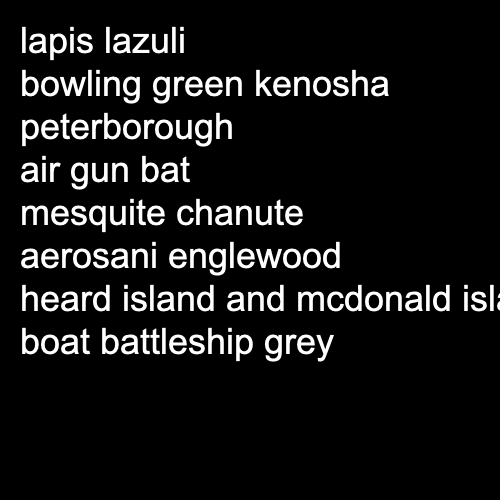 lapis lazuli
bowling green kenosha
peterborough
air gun bat
mesquite chanute
aerosani englewood
heard island and mcdonald
boat battleship grey